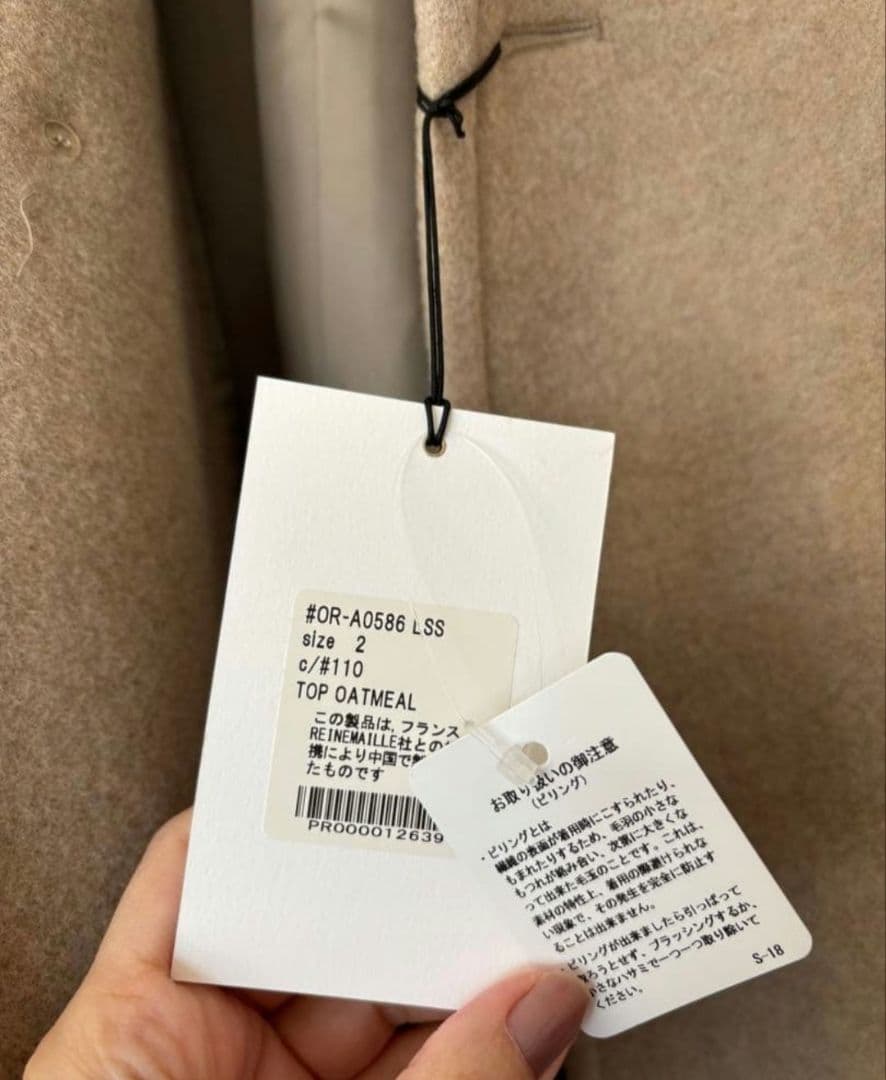 #OR-A0586 LSS
size 2
c/#110
TOP OATMEAL
この製品は, フランス
REINEMAILLE社との
携により中国で
たものです
PR000012639
お取り扱いの御注意
(ピリング)
・ピリングとは
繊維の表面が着用時にこすられたり、
もまれたりするため、毛羽の小さな
もつれが絡み合い、次第に大きくな
って出来た毛玉のことです。これは、
素材の特性上、着用の際避けられな
い現象で、その発生を完全に防止す
ることは出来ません。
・ピリングが出来ましたら引っぱって
取ろうとせず、ブラッシングするか、
小さなハサミで一つ一つ取り除いて
ください。
S-18